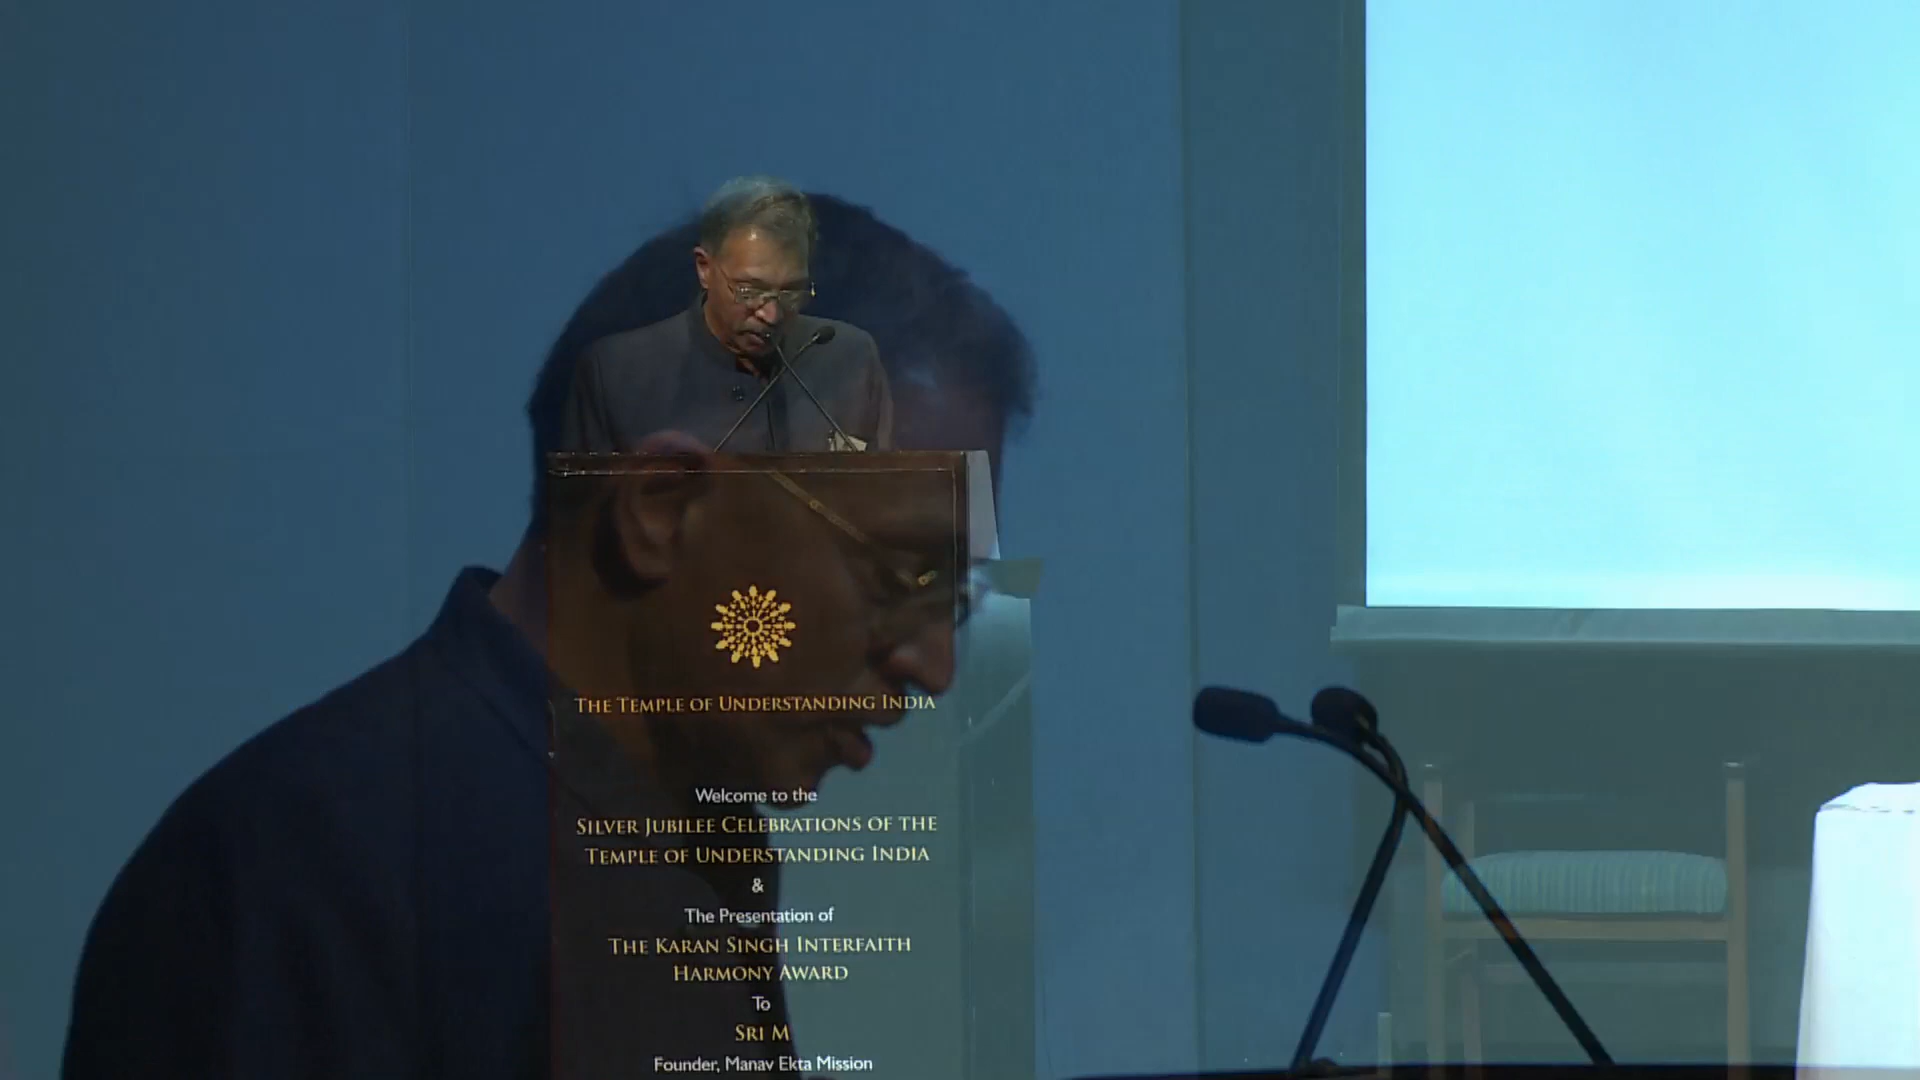 THE TEMPLE OF UNDERSTANDING INDIA
Welcome to the
SILVER JUBILEE CELEBRATIONS OF THE
TEMPLE OF UNDERSTANDING INDIA
&
The Presentation of
THE KARAN SINGH INTERFAITH
HARMONY AWARD
To
SRI M
Founder, Manav Ekta Mission